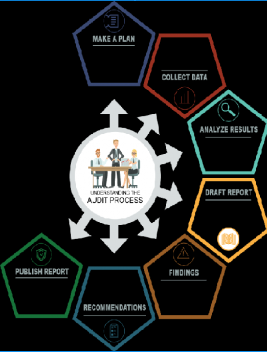 MAKE A PLAN
COLLECT DATA
ANALYZE RESULTS
UNDERSTANDING THE
AUDIT PROCESS
DRAFT REPORT
FINDINGS
PUBLISH REPORT
RECOMMENDATIONS